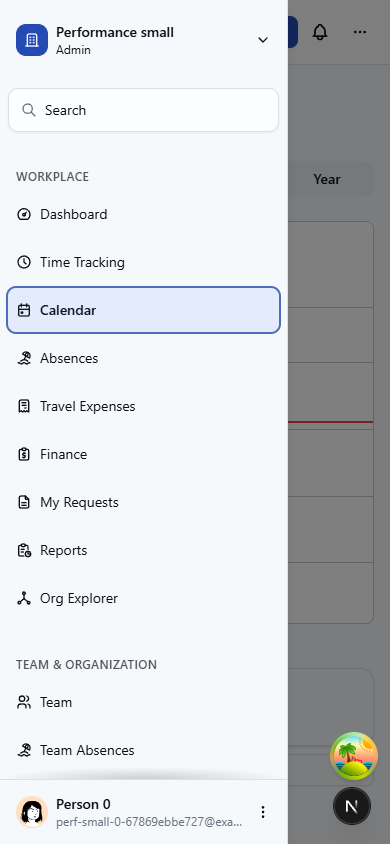 Performance small
Admin
Search
WORKPLACE
Dashboard
Time Tracking
Year
Calendar
Absences
Travel Expenses
Finance
My Requests
Reports
Org Explorer
TEAM & ORGANIZATION
Team
Team Absences
Person 0
perf-small-0-67869ebbe727@exa...
N